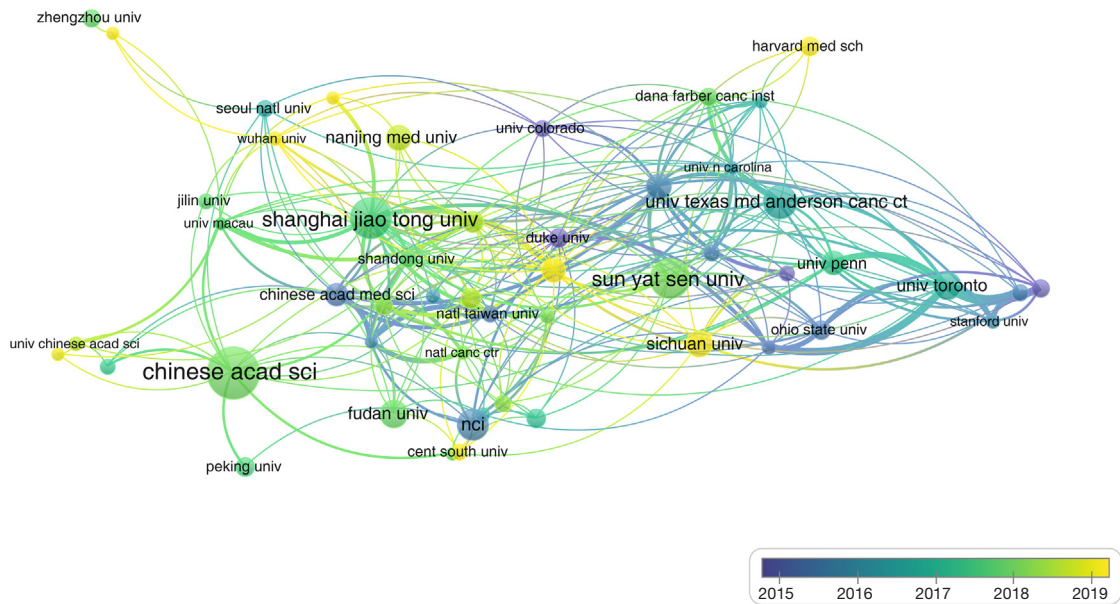 zhengzhou univ
harvard med sch
seoul natl univ
dana farber canc inst
wuhan univ
nanjing med univ
univ colorado
univ n carolina
jilin univ
univ macau
shanghai jiao tong univ
univ texas md anderson canc ct
duke univ
shandong univ
univ penn
sun yat sen univ
univ toronto
chinese acad med sci
natl taiwan univ
stanford univ
ohio state univ
univ chinese acad sci
natl canc ctr
sichuan univ
chinese acad sci
fudan univ
nci
cent south univ
peking univ
2015 2016 2017 2018 2019